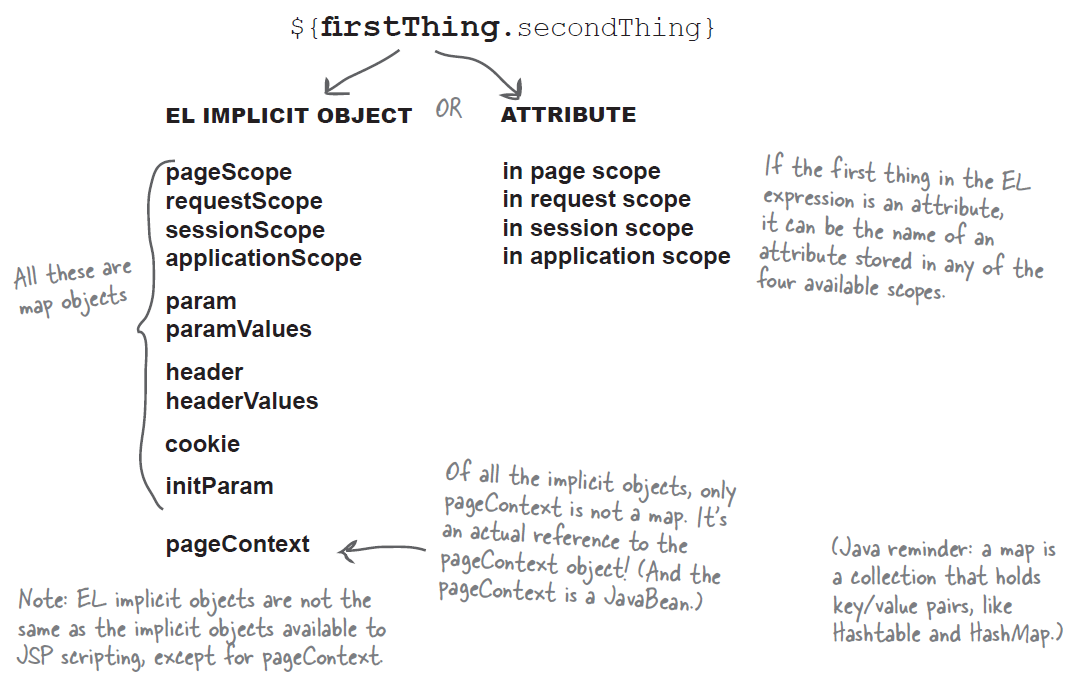 ${firstThing.secondThing}
EL IMPLICIT OBJECT
OR
ATTRIBUTE
pageScope
requestScope
sessionScope
applicationScope
param
paramValues
header
headerValues
cookie
initParam
pageContext
All these are
map objects
in page scope
in request scope
in session scope
in application scope
If the first thing in the EL
expression is an attribute,
it can be the name of an
attribute stored in any of the
four available scopes.
Of all the implicit objects, only
pageContext is not a map. It's
an actual reference to the
pageContext object! (And the
pageContext is a JavaBean.)
Note: EL implicit objects are not the
same as the implicit objects available to
JSP scripting, except for pageContext.
(Java reminder: a map is
a collection that holds
key/value pairs, like
Hashtable and HashMap.)